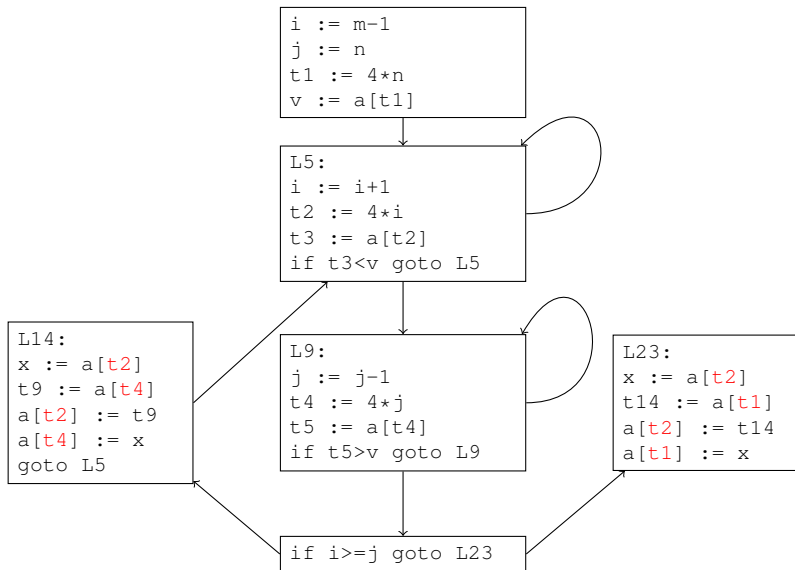 i := m-1
j := n
t1 := 4*n
v := a[t1]
L5:
i := i+1
t2 := 4*i
t3 := a[t2]
if t3<v goto L5
L14:
x := a[t2]
t9 := a[t4]
a[t2] := t9
a[t4] := x
goto L5
L9:
j := j-1
t4 := 4*j
t5 := a[t4]
if t5>v goto L9
L23:
x := a[t2]
t14 := a[t1]
a[t2] := t14
a[t1] := x
if i>=j goto L23